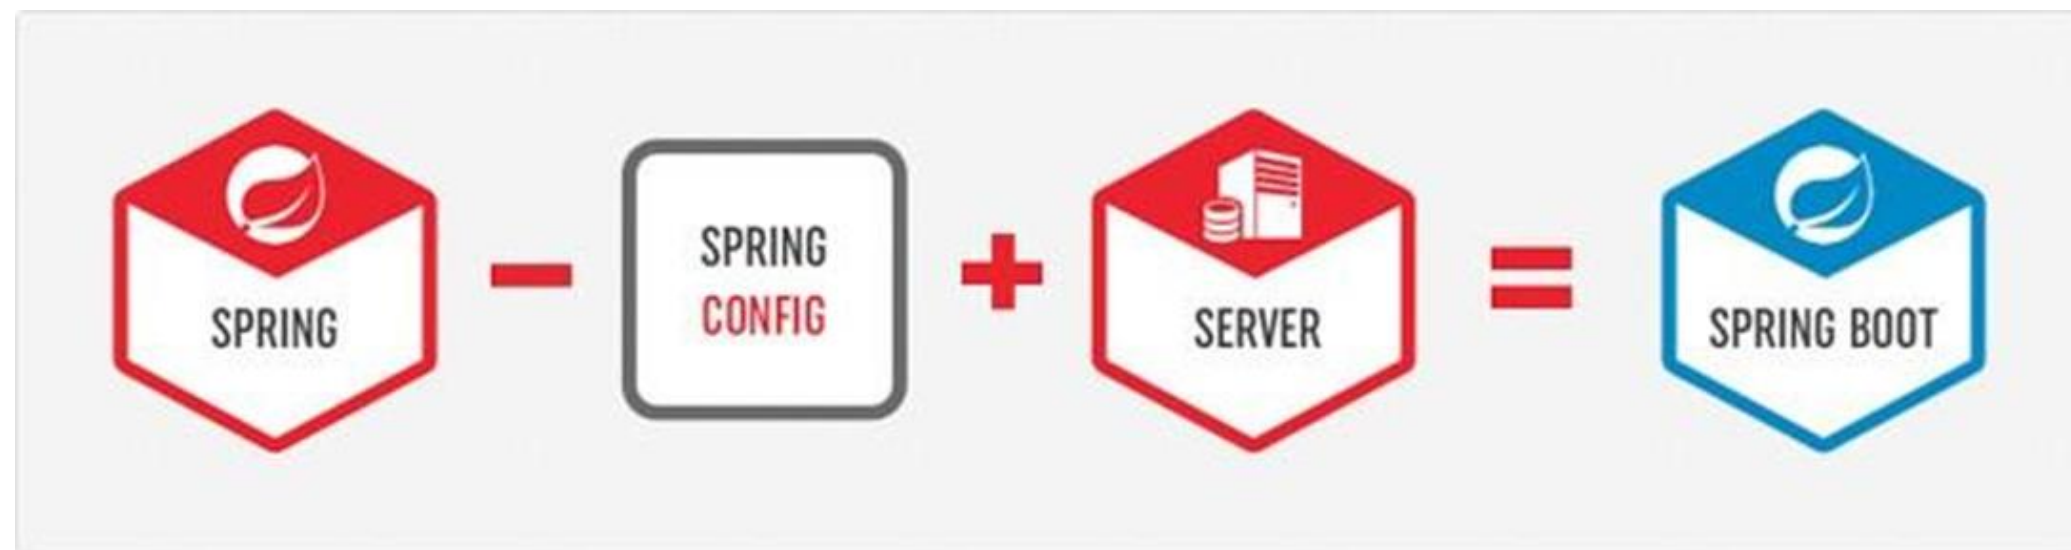 SPRING
−
SPRING
CONFIG
+
SERVER
=
SPRING BOOT